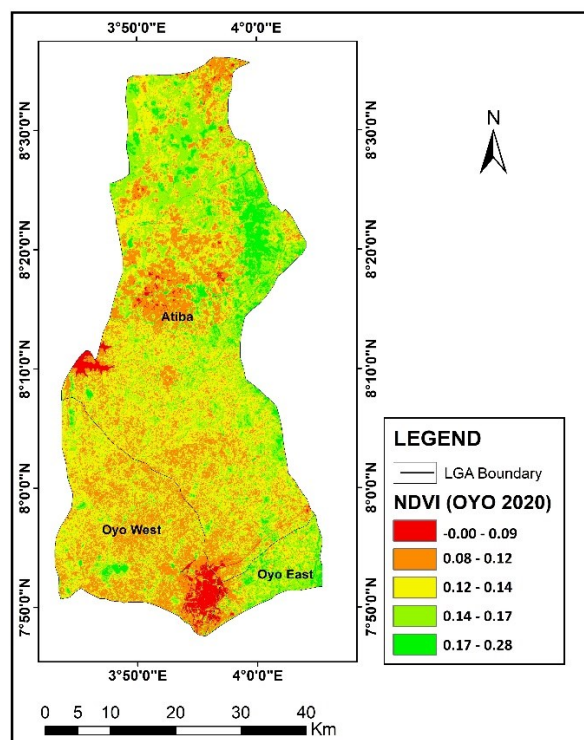 3°50'0"E 4°0'0"E
N
8°30'0"N 8°30'0"N
8°20'0"N 8°20'0"N
Atiba
8°10'0"N 8°10'0"N
LEGEND
LGA Boundary
8°0'0"N 8°0'0"N
NDVI (OYO 2020)
-0.00 - 0.09
Oyo West
0.08 - 0.12
0.12 - 0.14
Oyo East
0.14 - 0.17
7°50'0"N 7°50'0"N
0.17 - 0.28
3°50'0"E 4°0'0"E
0 5 10 20 30 40
Km